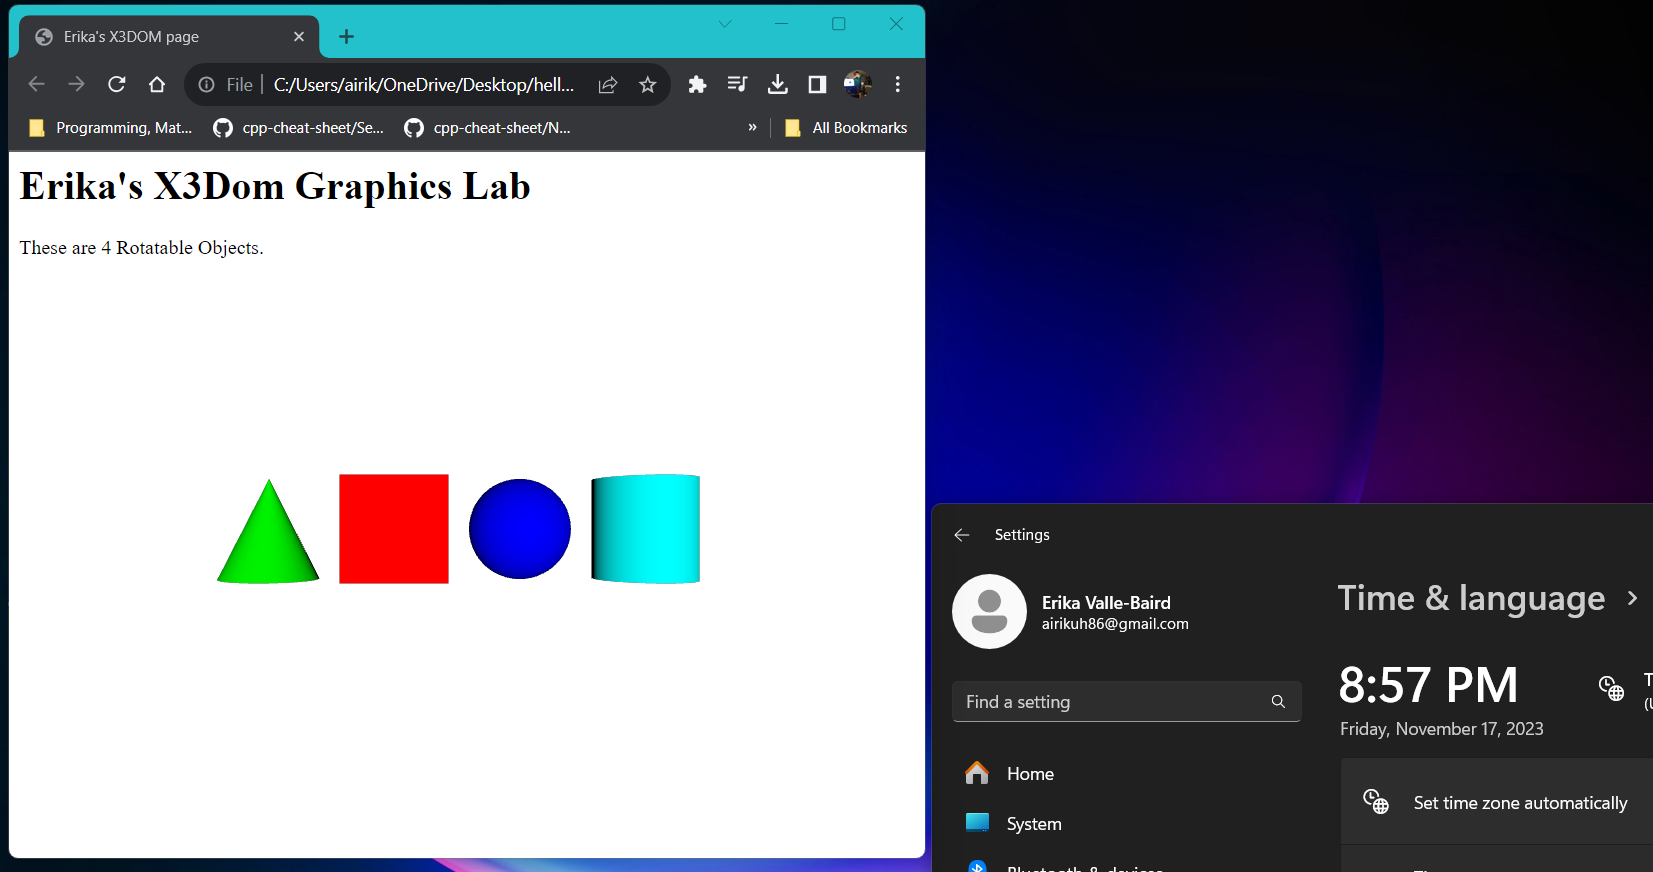 Erika's X3DOM page
File
C:/Users/airik/OneDrive/Desktop/hell...
Programming, Mat...
cpp-cheat-sheet/Se...
cpp-cheat-sheet/N...
»
All Bookmarks
Erika's X3Dom Graphics Lab
These are 4 Rotatable Objects.
Settings
Erika Valle-Baird
airikuh86@gmail.com
Find a setting
Home
System
Bluetooth & devices
Time & language
8:57 PM
Friday, November 17, 2023
Set time zone automatically